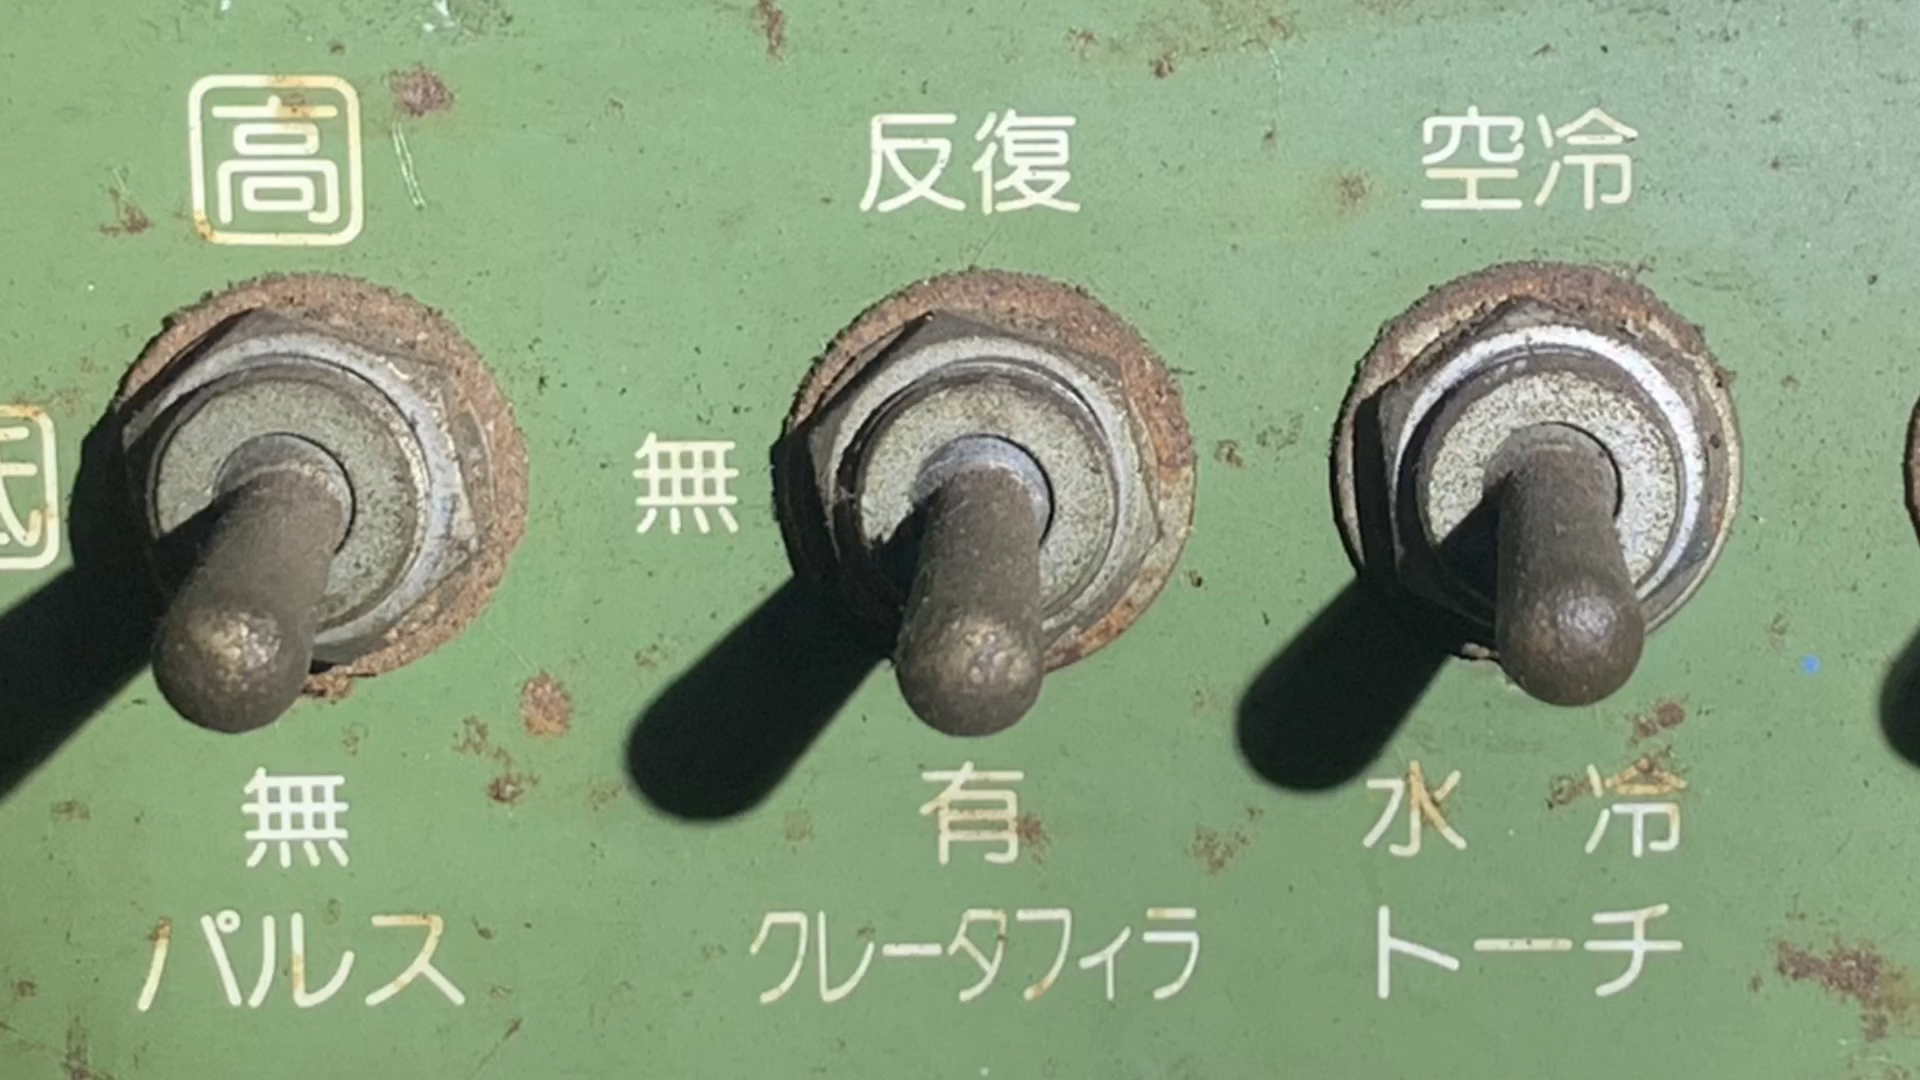 高
反復
空冷
低
無
無
有
水冷
パルス
クレータフィラ
トーチ